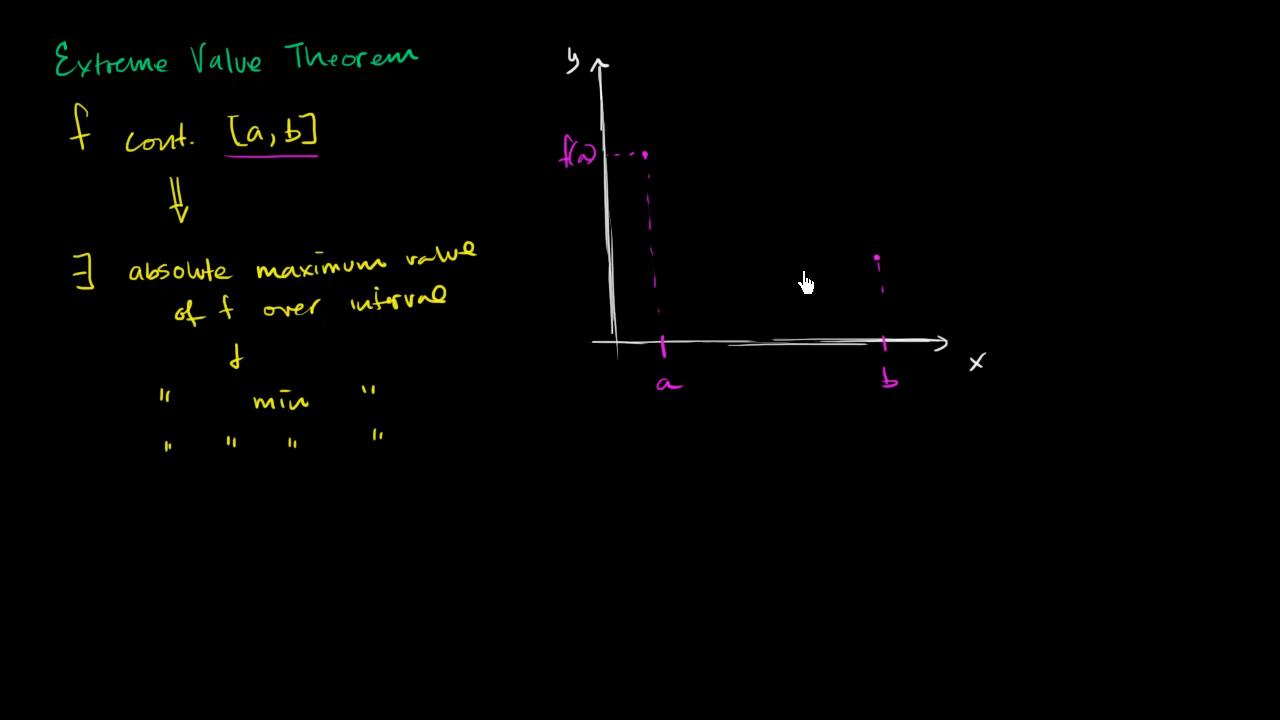 Extreme Value Theorem
f cont. [a,b]
⇓
∃ absolute maximum value
of f over interval
+
" min "
" " " "
y
f(a)
a
b
x